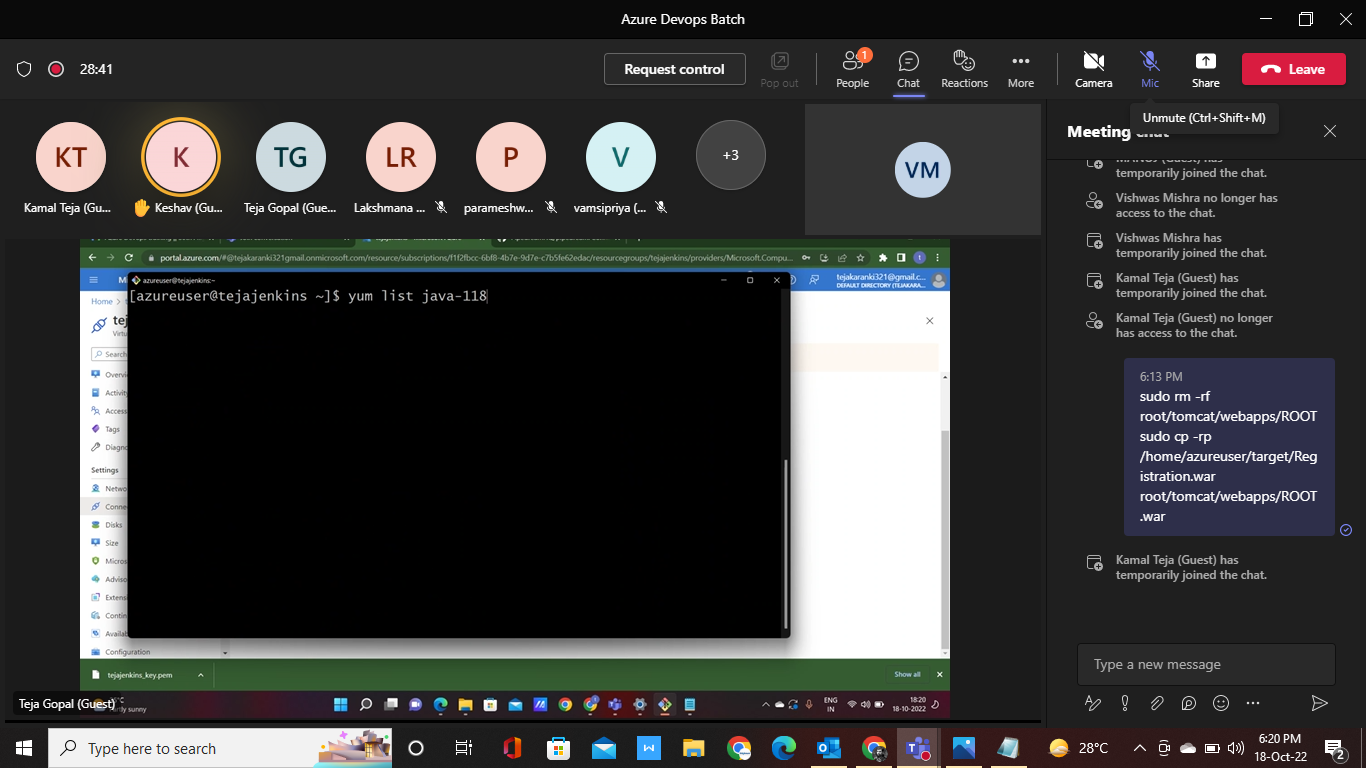 Azure Devops Batch
28:41
Request control
Pop out
People
1
Chat
Reactions
More
Camera
Mic
Share
Leave
Unmute (Ctrl+Shift+M)
KT
K
TG
LR
P
V
+3
VM
Kamal Teja (Gu...
Keshav (Gu...
Teja Gopal (Gue...
Lakshmana ...
parameshw...
vamsipriya (...
Meeting chat
temporarily joined the chat.
Vishwas Mishra no longer has
access to the chat.
Vishwas Mishra has
temporarily joined the chat.
Kamal Teja (Guest) has
temporarily joined the chat.
Kamal Teja (Guest) no longer
has access to the chat.
6:13 PM
sudo rm -rf
root/tomcat/webapps/ROOT
sudo cp -rp
/home/azureuser/target/Reg
istration.war
root/tomcat/webapps/ROOT
.war
Kamal Teja (Guest) has
temporarily joined the chat.
Type a new message
portal.azure.com/#@tejakaranki321gmail.onmicrosoft.com/resource/subscriptions/f1f2fbcc-6bf8-4b7e-9d7e-c7b5fe62edac/resourcegroups/tejajenkins/providers/Microsoft.Compu...
tejakaranki321@gmail.c...
DEFAULT DIRECTORY (TEJAKARA...
azureuser@tejajenkins:~
[azureuser@tejajenkins ~]$ yum list java-118
Home >
tej
Virtu
Search
Overvi
Activit
Access
Tags
Diagno
Settings
Netwo
Conne
Disks
Size
Micros
Adviso
Extens
Contin
Availab
Configuration
tejajenkins_key.pem
Show all
Teja Gopal (Guest)
ENG
IN
18:20
18-10-2022
Type here to search
28°C
6:20 PM
18-Oct-22
2